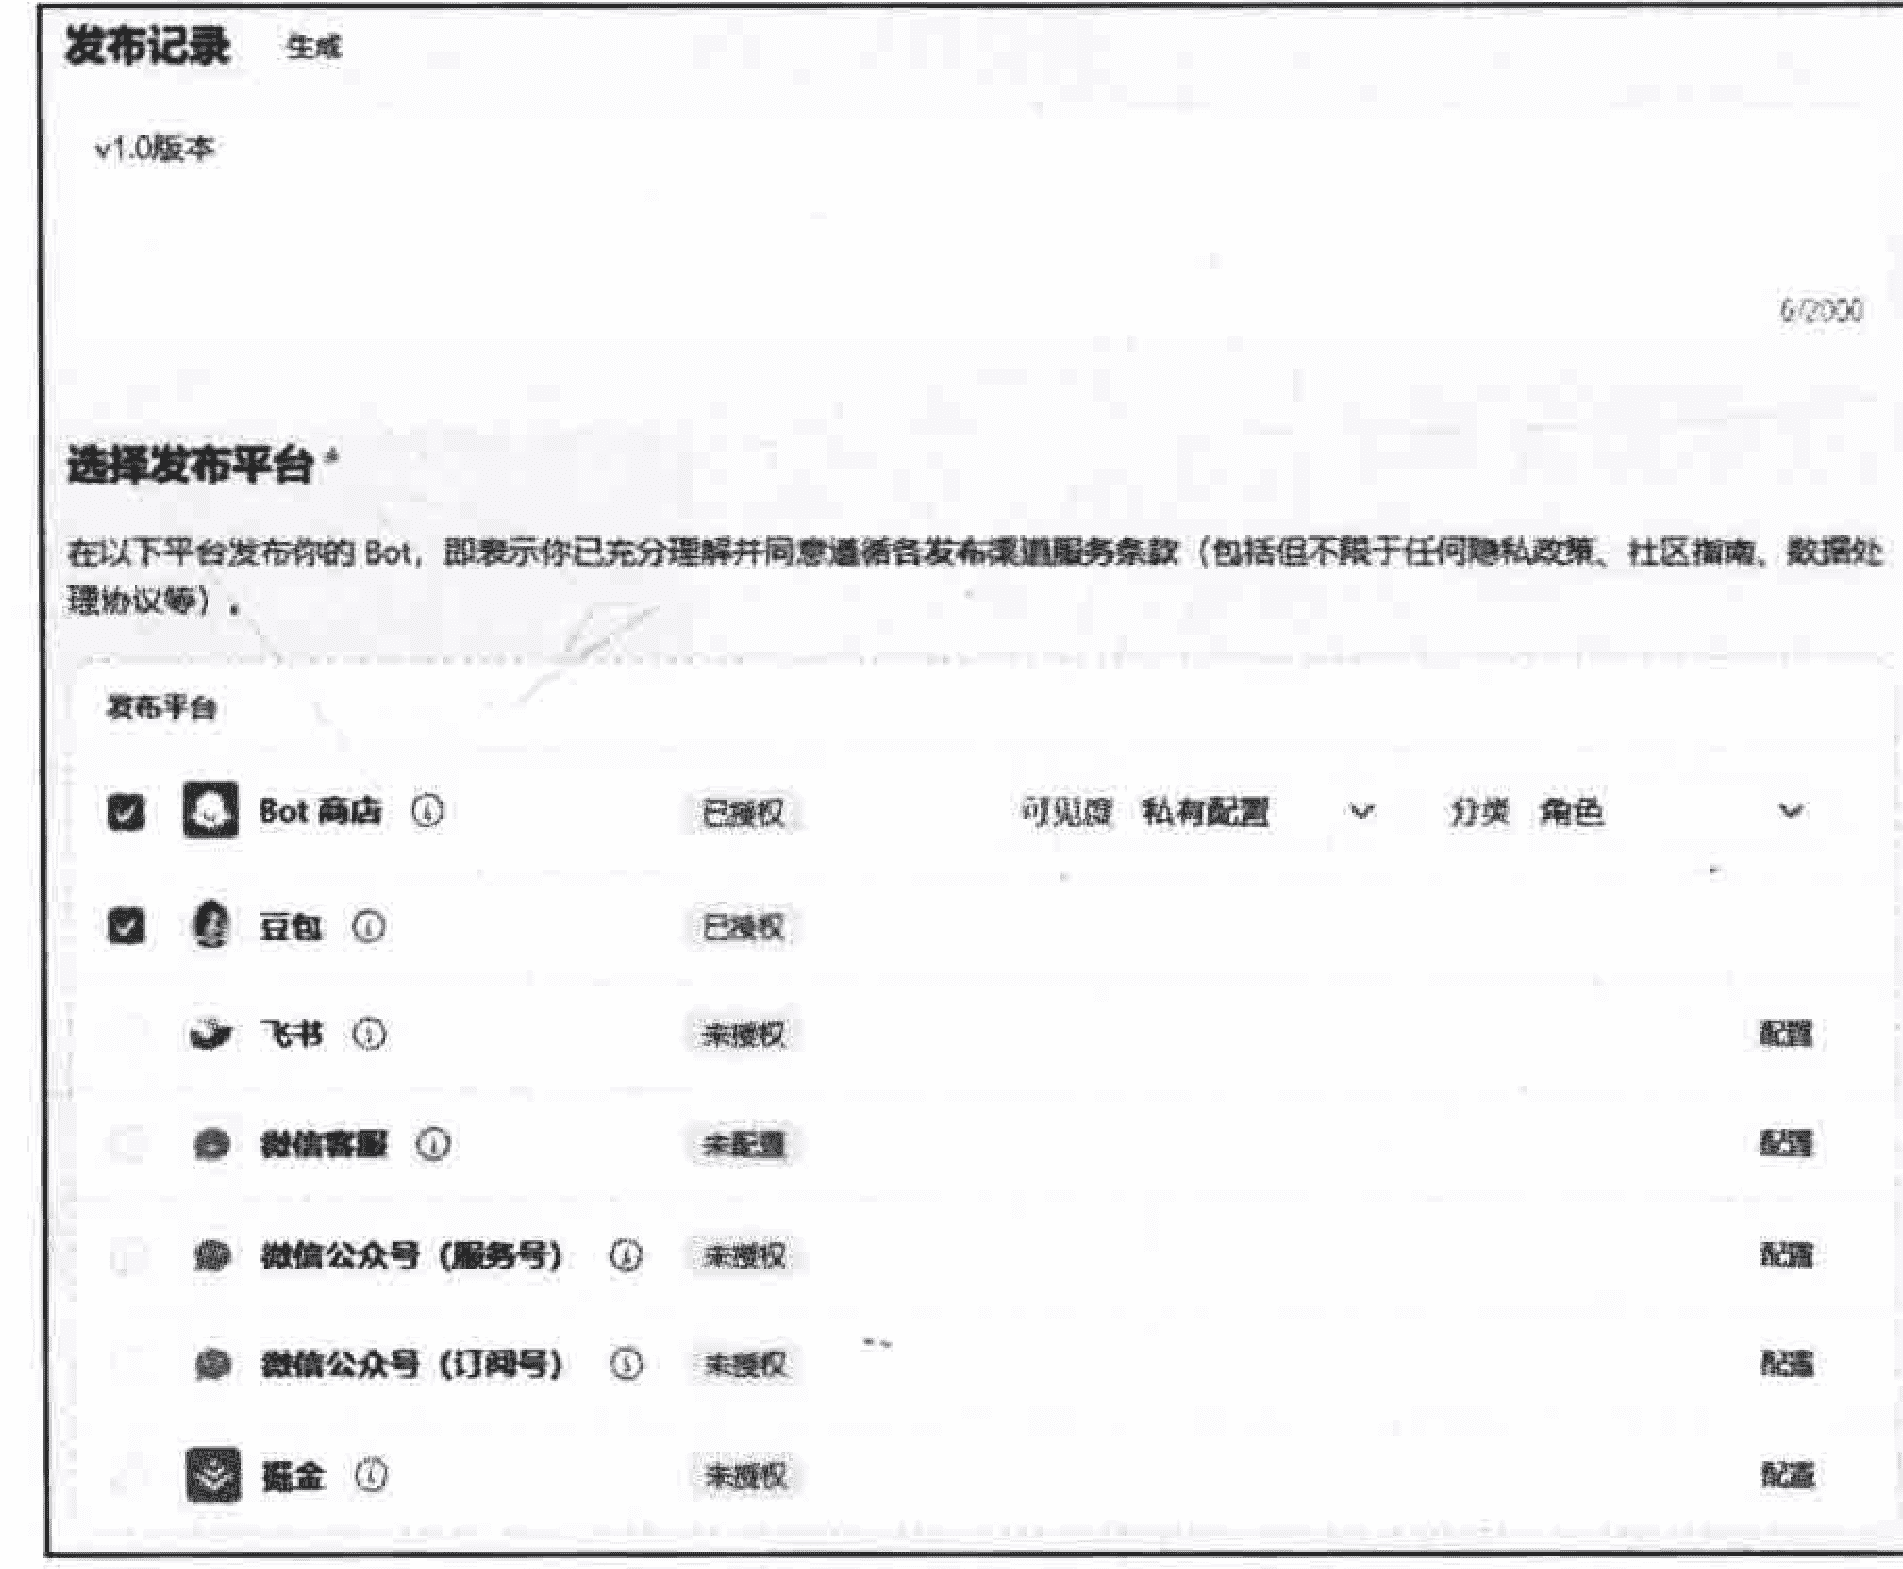 发布记录 生成
v1.0版本
6/2000
选择发布平台*
在以下平台发布你的 Bot，即表示你已充分理解并同意遵循各发布渠道服务条款（包括但不限于任何隐私政策、社区指南、数据处
理协议等）。
发布平台
Bot 商店 已授权 可见度 私有配置 分类 角色
豆包 已授权
飞书 未授权 配置
微信客服 未配置 配置
微信公众号（服务号） 未授权 配置
微信公众号（订阅号） 未授权 配置
掘金 未授权 配置